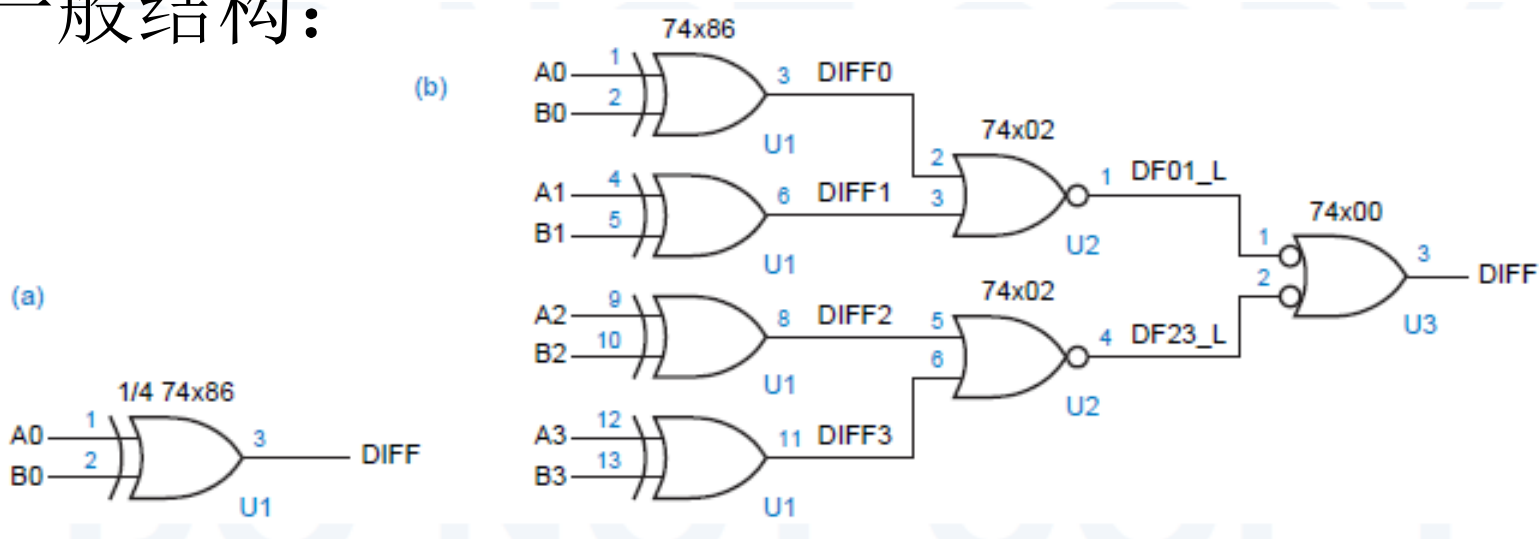 一般结构：
74x86
(b)
A0 1 3 DIFF0
B0 2
U1
74x02
2 1 DF01_L
A1 4 6 DIFF1 3
B1 5
U1
U2
74x00
1 3 DIFF
2
U3
(a)
74x02
A2 9 8 DIFF2 5
B2 10 6 4 DF23_L
U1
U2
A3 12 11 DIFF3
B3 13
U1
1/4 74x86
A0 1 3 DIFF
B0 2
U1